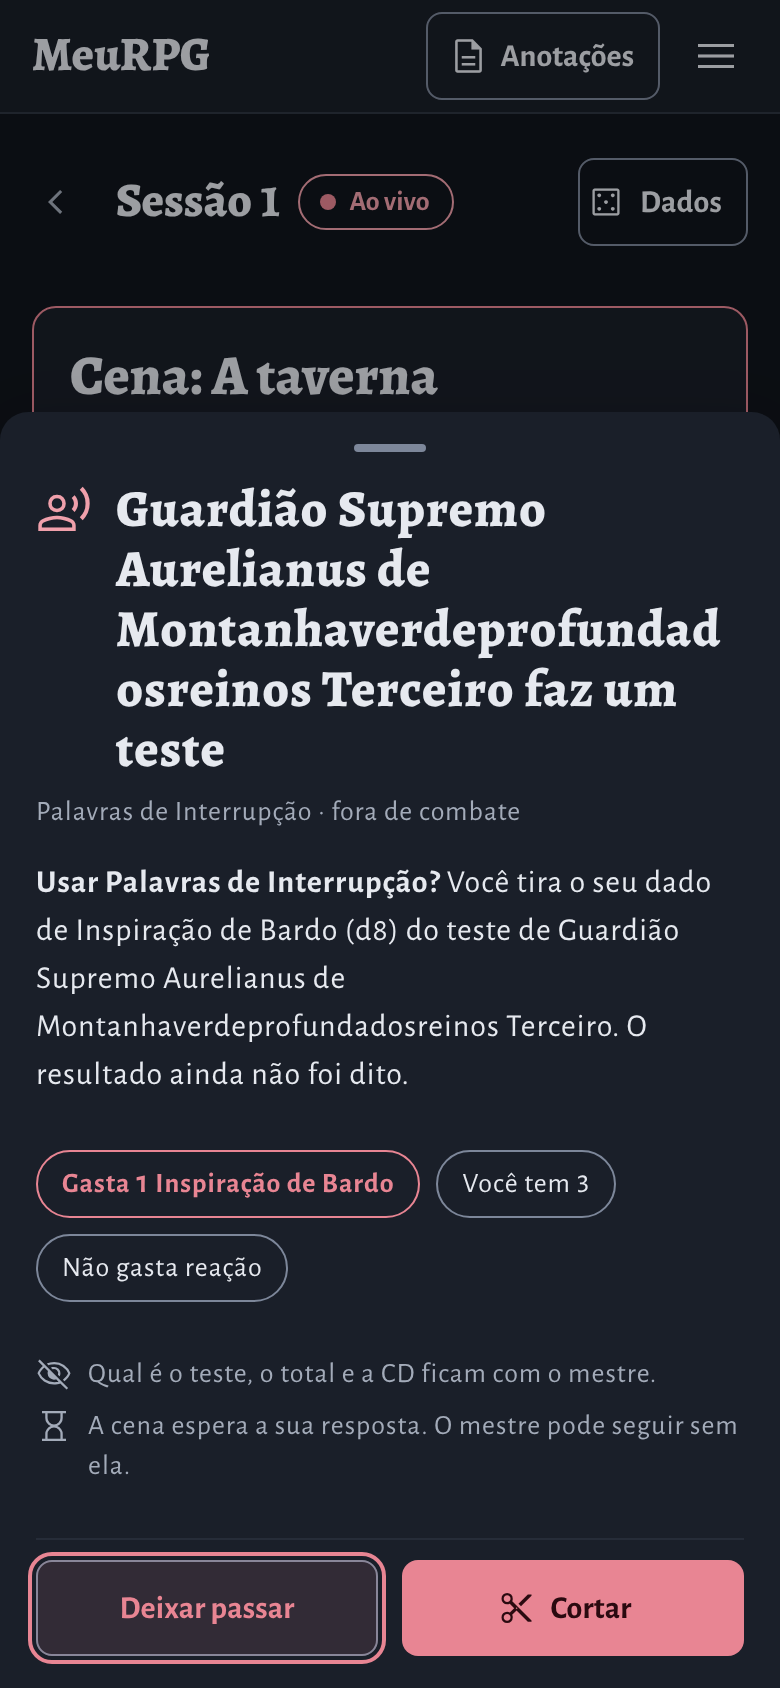 MeuRPG
Anotações
Sessão 1
Ao vivo
Dados
Cena: A taverna
Guardião Supremo
Aurelianus de
Montanhaverdeprofundad
osreinos Terceiro faz um
teste
Palavras de Interrupção · fora de combate
Usar Palavras de Interrupção? Você tira o seu dado
de Inspiração de Bardo (d8) do teste de Guardião
Supremo Aurelianus de
Montanhaverdeprofundadosreinos Terceiro. O
resultado ainda não foi dito.
Gasta 1 Inspiração de Bardo
Você tem 3
Não gasta reação
Qual é o teste, o total e a CD ficam com o mestre.
A cena espera a sua resposta. O mestre pode seguir sem
ela.
Deixar passar
Cortar